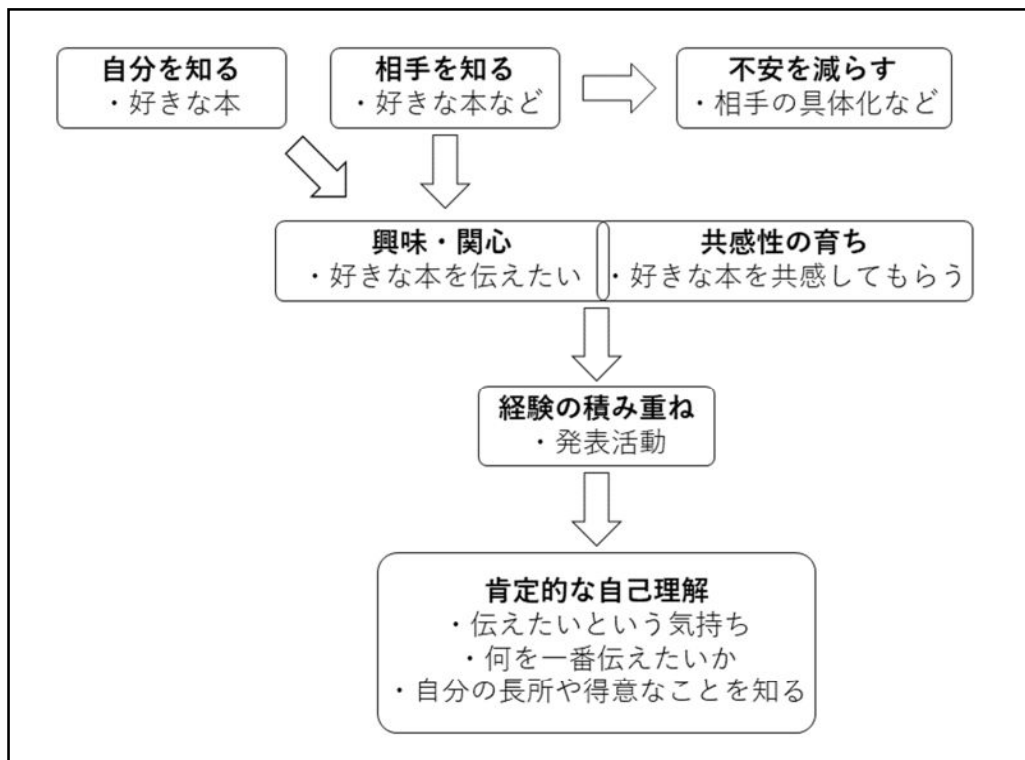 自分を知る
・好きな本
相手を知る
・好きな本など
不安を減らす
・相手の具体化など
興味・関心
・好きな本を伝えたい
共感性の育ち
・好きな本を共感してもらう
経験の積み重ね
・発表活動
肯定的な自己理解
・伝えたいという気持ち
・何を一番伝えたいか
・自分の長所や得意なことを知る